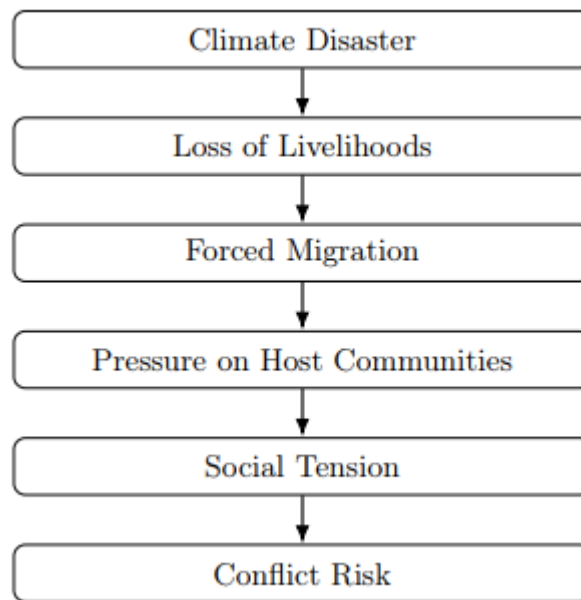 Climate Disaster
Loss of Livelihoods
Forced Migration
Pressure on Host Communities
Social Tension
Conflict Risk